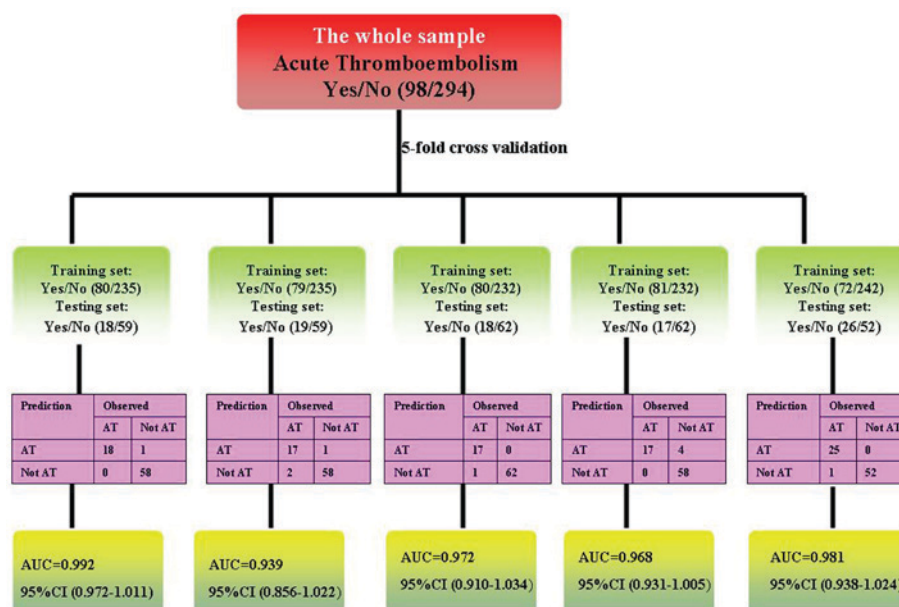 The whole sample
Acute Thromboembolism
Yes/No (98/294)
5-fold cross validation
Training set:
Yes/No (80/235)
Testing set:
Yes/No (18/59)
Training set:
Yes/No (79/235)
Testing set:
Yes/No (19/59)
Training set:
Yes/No (80/232)
Testing set:
Yes/No (18/62)
Training set:
Yes/No (81/232)
Testing set:
Yes/No (17/62)
Training set:
Yes/No (72/242)
Testing set:
Yes/No (26/52)
Prediction Observed
AT Not AT
AT 18 1
Not AT 0 58
Prediction Observed
AT Not AT
AT 17 1
Not AT 2 58
Prediction Observed
AT Not AT
AT 17 0
Not AT 1 62
Prediction Observed
AT Not AT
AT 17 4
Not AT 0 58
Prediction Observed
AT Not AT
AT 25 0
Not AT 1 52
AUC=0.992
95%CI (0.972-1.011)
AUC=0.939
95%CI (0.856-1.022)
AUC=0.972
95%CI (0.910-1.034)
AUC=0.968
95%CI (0.931-1.005)
AUC=0.981
95%CI (0.938-1.024)